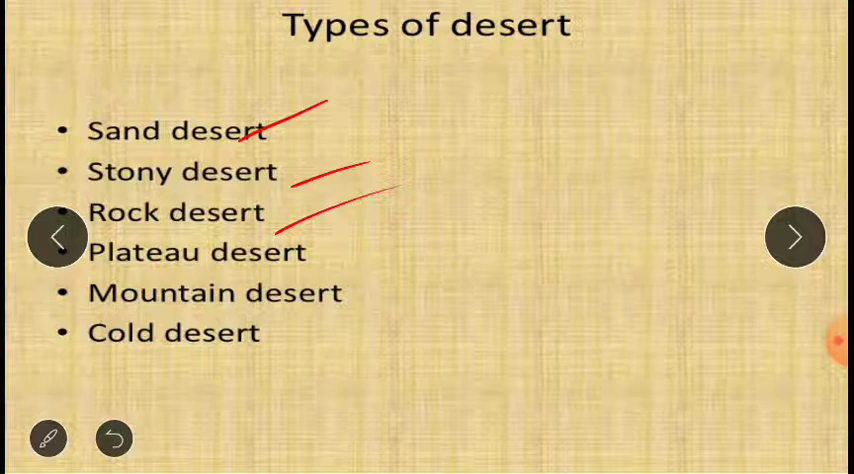 Types of desert
• Sand desert
• Stony desert
• Rock desert
• Plateau desert
• Mountain desert
• Cold desert